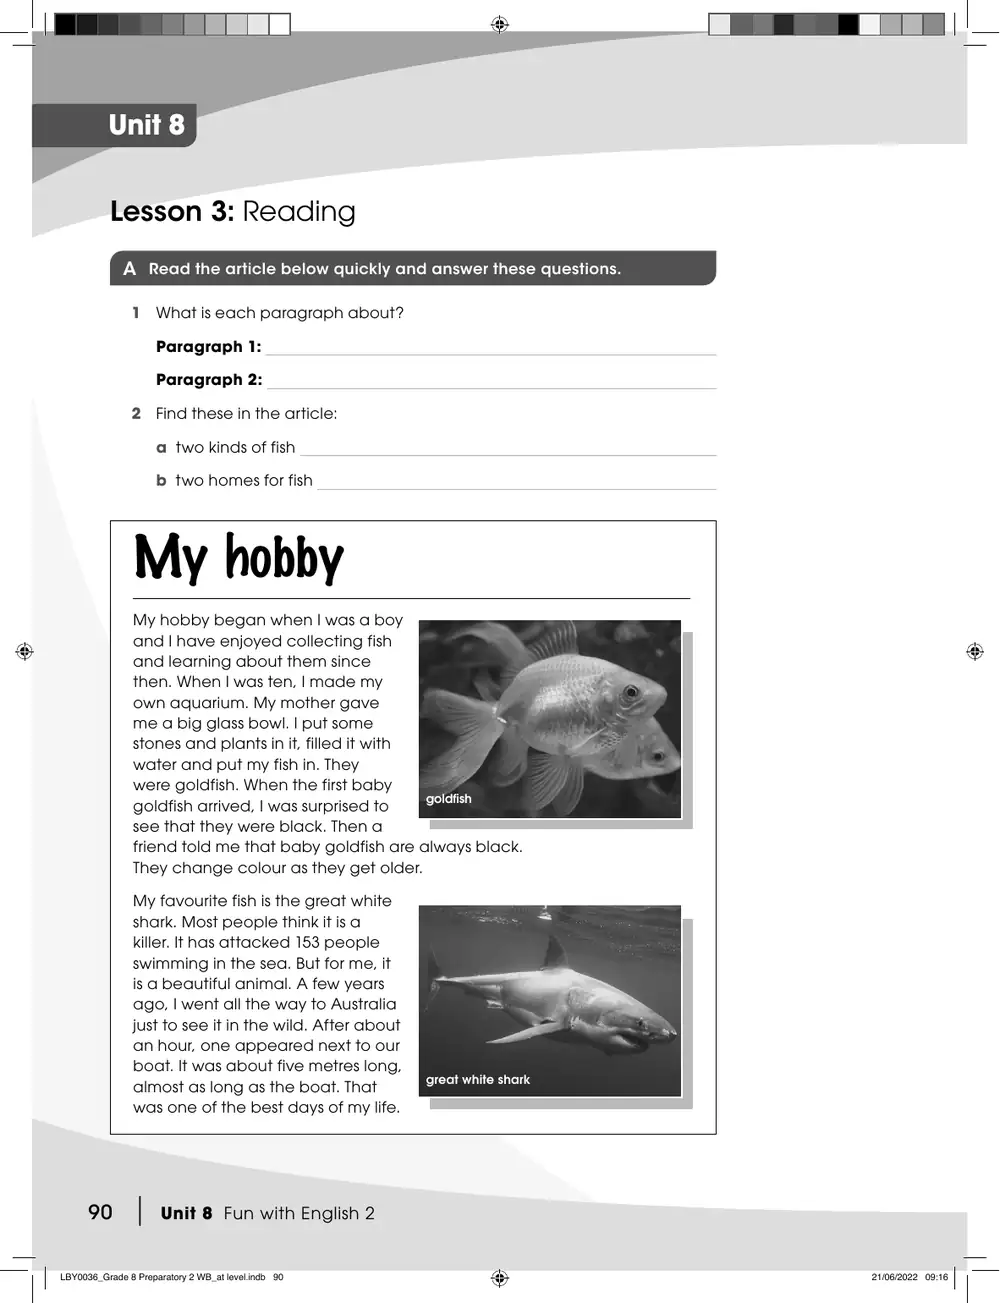 Unit 8
Lesson 3: Reading
A Read the article below quickly and answer these questions.
1 What is each paragraph about?
Paragraph 1:
Paragraph 2:
2 Find these in the article:
a two kinds of fish
b two homes for fish
My hobby
My hobby began when I was a boy
and I have enjoyed collecting fish
and learning about them since
then. When I was ten, I made my
own aquarium. My mother gave
me a big glass bowl. I put some
stones and plants in it, filled it with
water and put my fish in. They
were goldfish. When the first baby
goldfish arrived, I was surprised to
see that they were black. Then a
friend told me that baby goldfish are always black.
They change colour as they get older.
goldfish
My favourite fish is the great white
shark. Most people think it is a
killer. It has attacked 153 people
swimming in the sea. But for me, it
is a beautiful animal. A few years
ago, I went all the way to Australia
just to see it in the wild. After about
an hour, one appeared next to our
boat. It was about five metres long,
almost as long as the boat. That
was one of the best days of my life.
great white shark
90 Unit 8 Fun with English 2
LBY0036_Grade 8 Preparatory 2 WB_at level.indb 90
21/06/2022 09:16